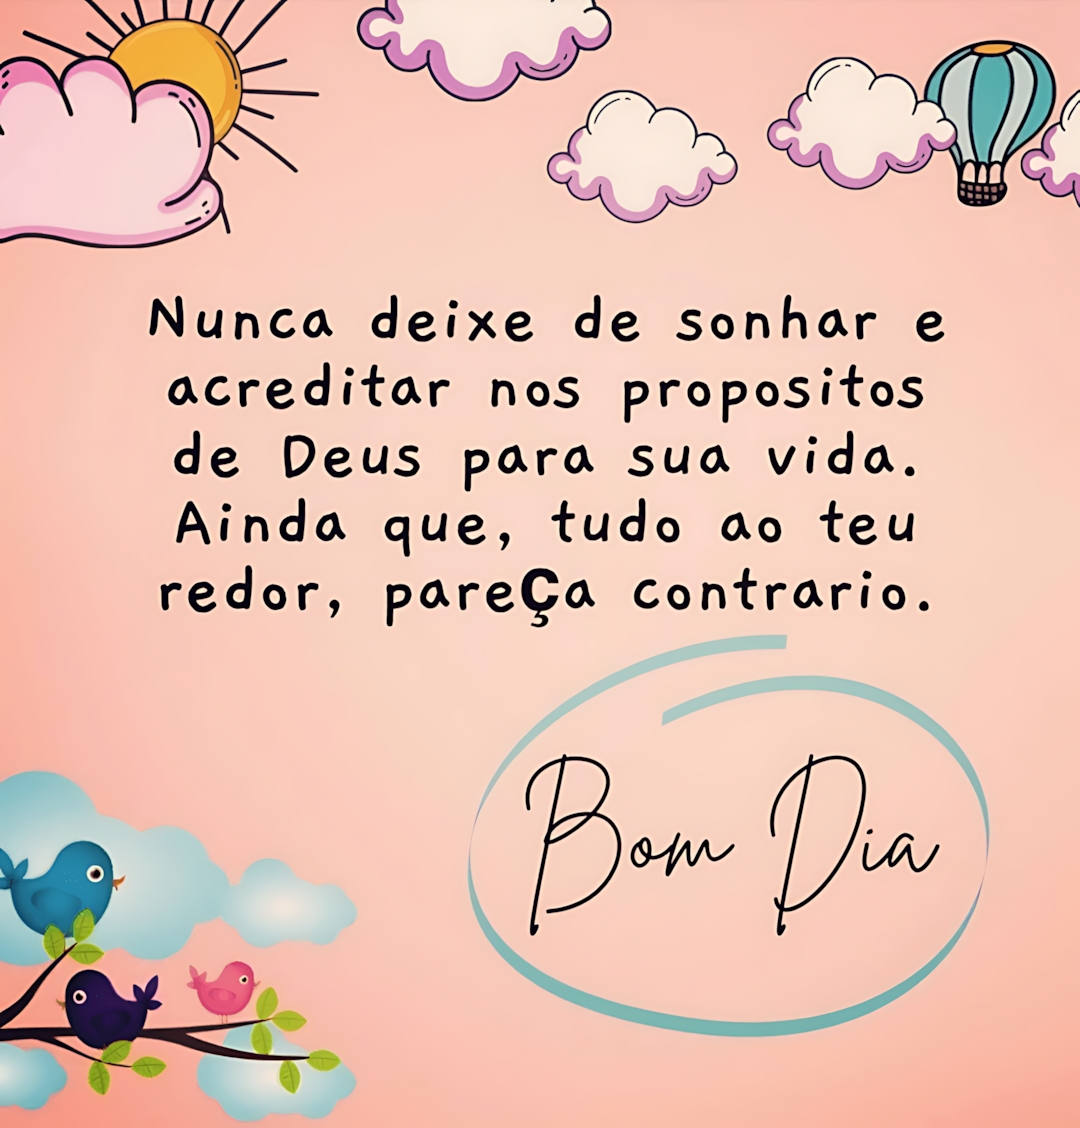 Nunca deixe de sonhar e
acreditar nos propositos
de Deus para sua vida.
Ainda que, tudo ao teu
redor, pareÇa contrario.
Bom Dia